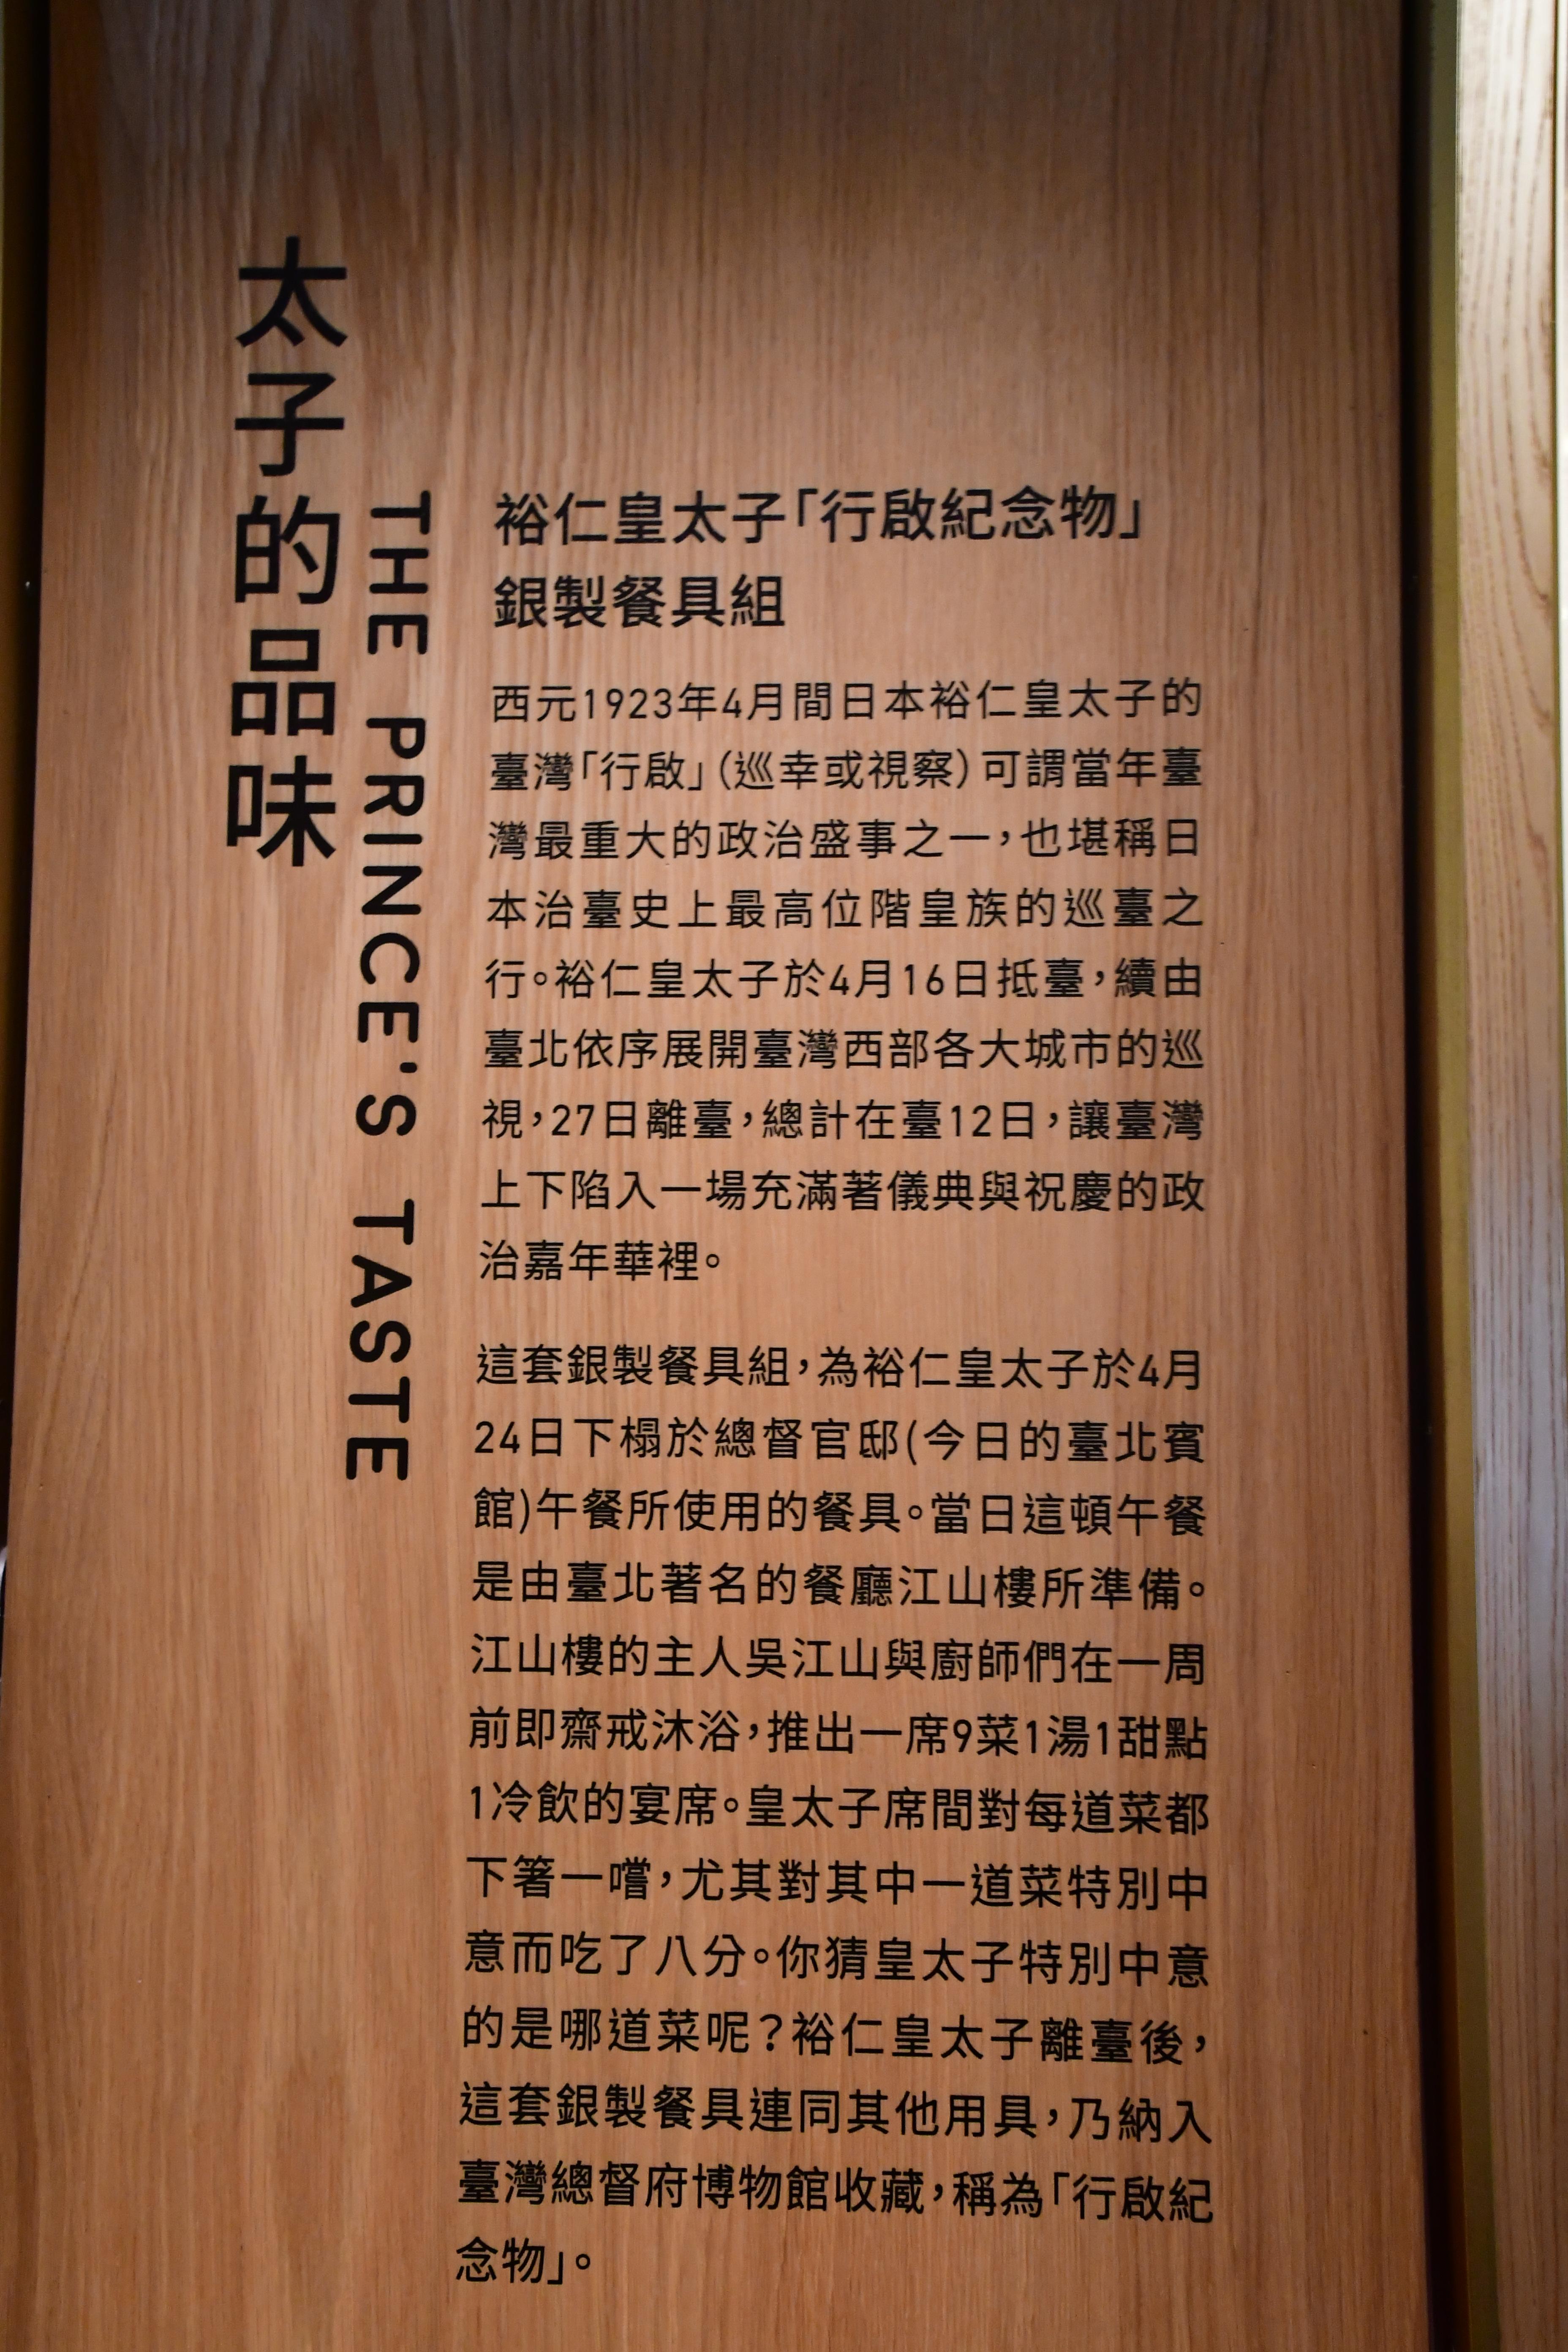 太子的品味
THE PRINCE'S TASTE
裕仁皇太子「行啟紀念物」
銀製餐具組
西元1923年4月間日本裕仁皇太子的
臺灣「行啟」(巡幸或視察)可謂當年臺
灣最重大的政治盛事之一,也堪稱日
本治臺史上最高位階皇族的巡臺之
行。裕仁皇太子於4月16日抵臺,續由
臺北依序展開臺灣西部各大城市的巡
視,27日離臺,總計在臺12日,讓臺灣
上下陷入一場充滿著儀典與祝慶的政
治嘉年華裡。
這套銀製餐具組,為裕仁皇太子於4月
24日下榻於總督官邸(今日的臺北賓
館)午餐所使用的餐具。當日這頓午餐
是由臺北著名的餐廳江山樓所準備。
江山樓的主人吳江山與廚師們在一周
前即齋戒沐浴,推出一席9菜1湯1甜點
1冷飲的宴席。皇太子席間對每道菜都
下箸一嚐,尤其對其中一道菜特別中
意而吃了八分。你猜皇太子特別中意
的是哪道菜呢?裕仁皇太子離臺後,
這套銀製餐具連同其他用具,乃納入
臺灣總督府博物館收藏,稱為「行啟紀
念物」。